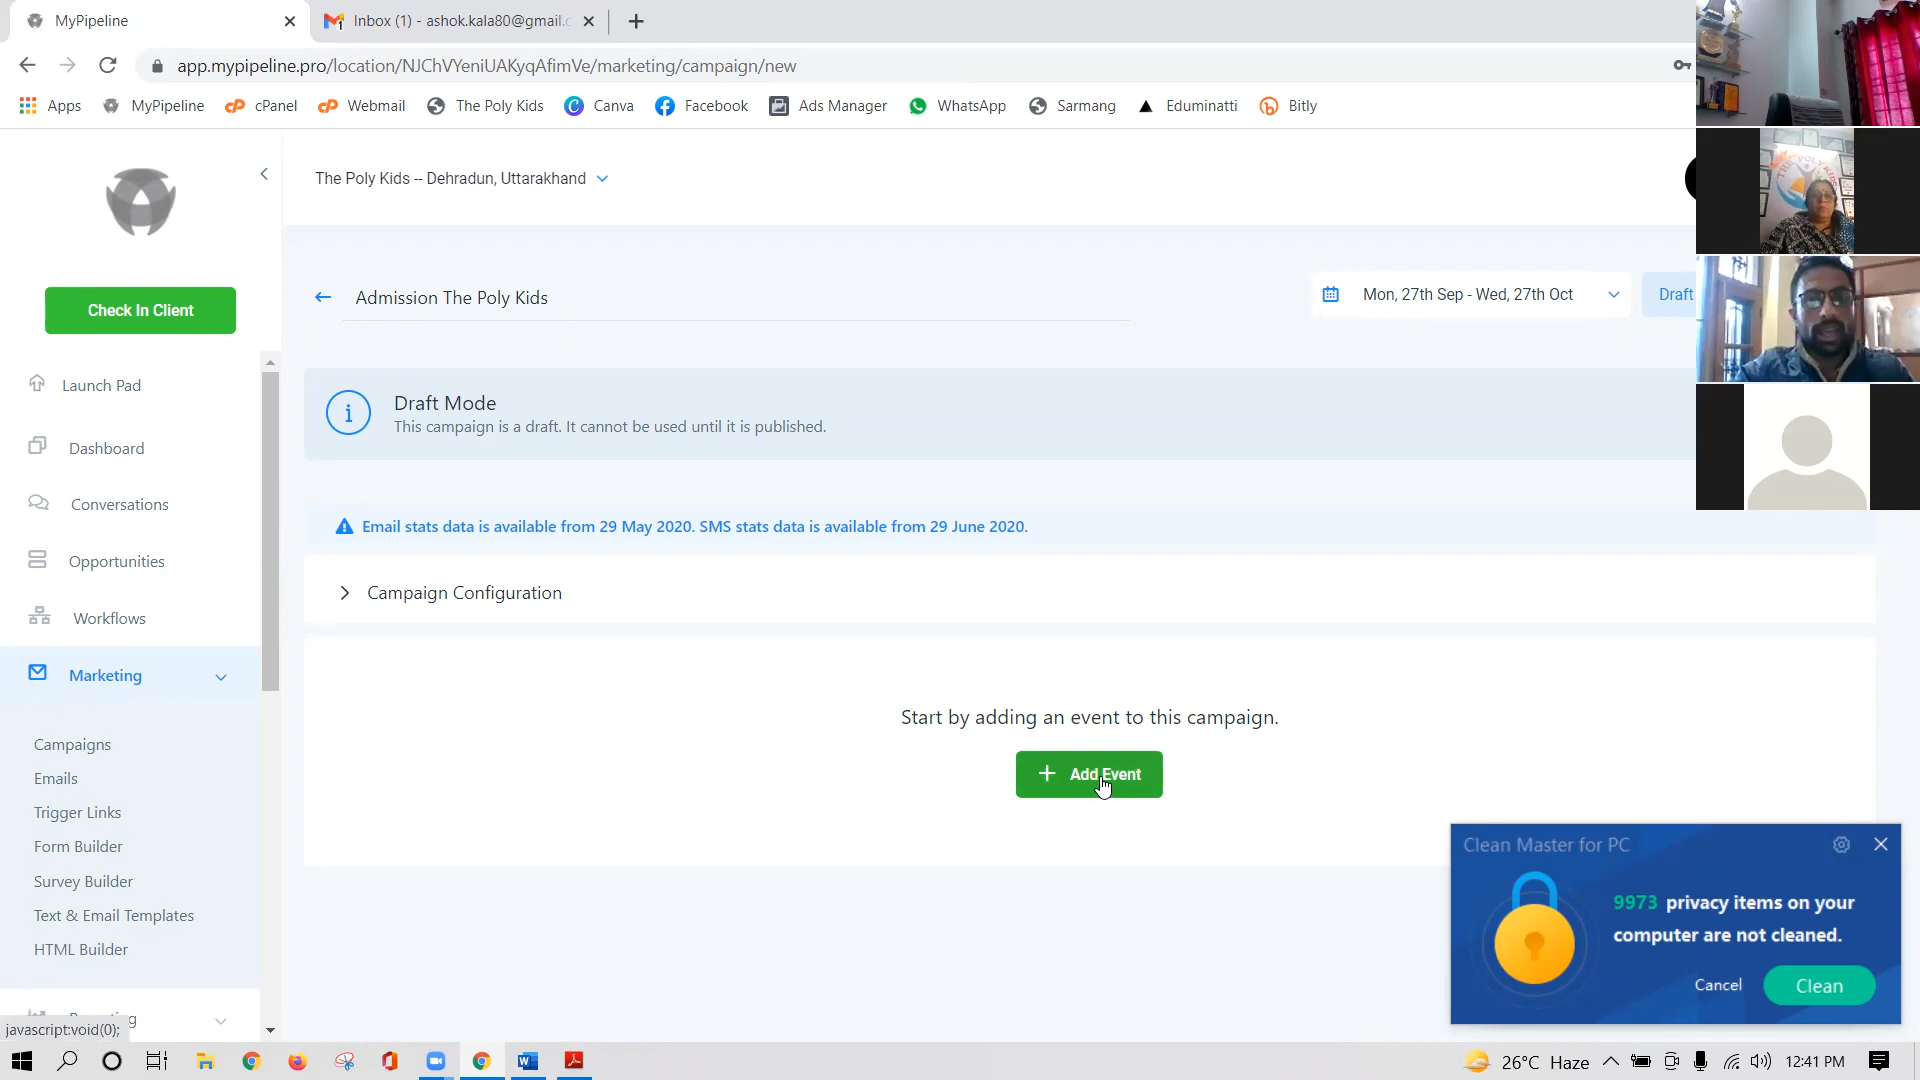 MyPipeline
Inbox (1) - ashok.kala80@gmail.c
app.mypipeline.pro/location/NJChVYeniUAKyqAfimVe/marketing/campaign/new
Apps MyPipeline cPanel Webmail The Poly Kids Canva Facebook Ads Manager WhatsApp Sarmang Eduminatti Bitly
The Poly Kids -- Dehradun, Uttarakhand
Check In Client
Admission The Poly Kids
Mon, 27th Sep - Wed, 27th Oct
Draft
Launch Pad
Dashboard
Conversations
Opportunities
Workflows
Marketing
Campaigns
Emails
Trigger Links
Form Builder
Survey Builder
Text & Email Templates
HTML Builder
javascript:void(0);
Draft Mode
This campaign is a draft. It cannot be used until it is published.
Email stats data is available from 29 May 2020. SMS stats data is available from 29 June 2020.
Campaign Configuration
Start by adding an event to this campaign.
+ Add Event
THE POLY KIDS
Clean Master for PC
9973 privacy items on your
computer are not cleaned.
Cancel
Clean
26°C Haze
12:41 PM